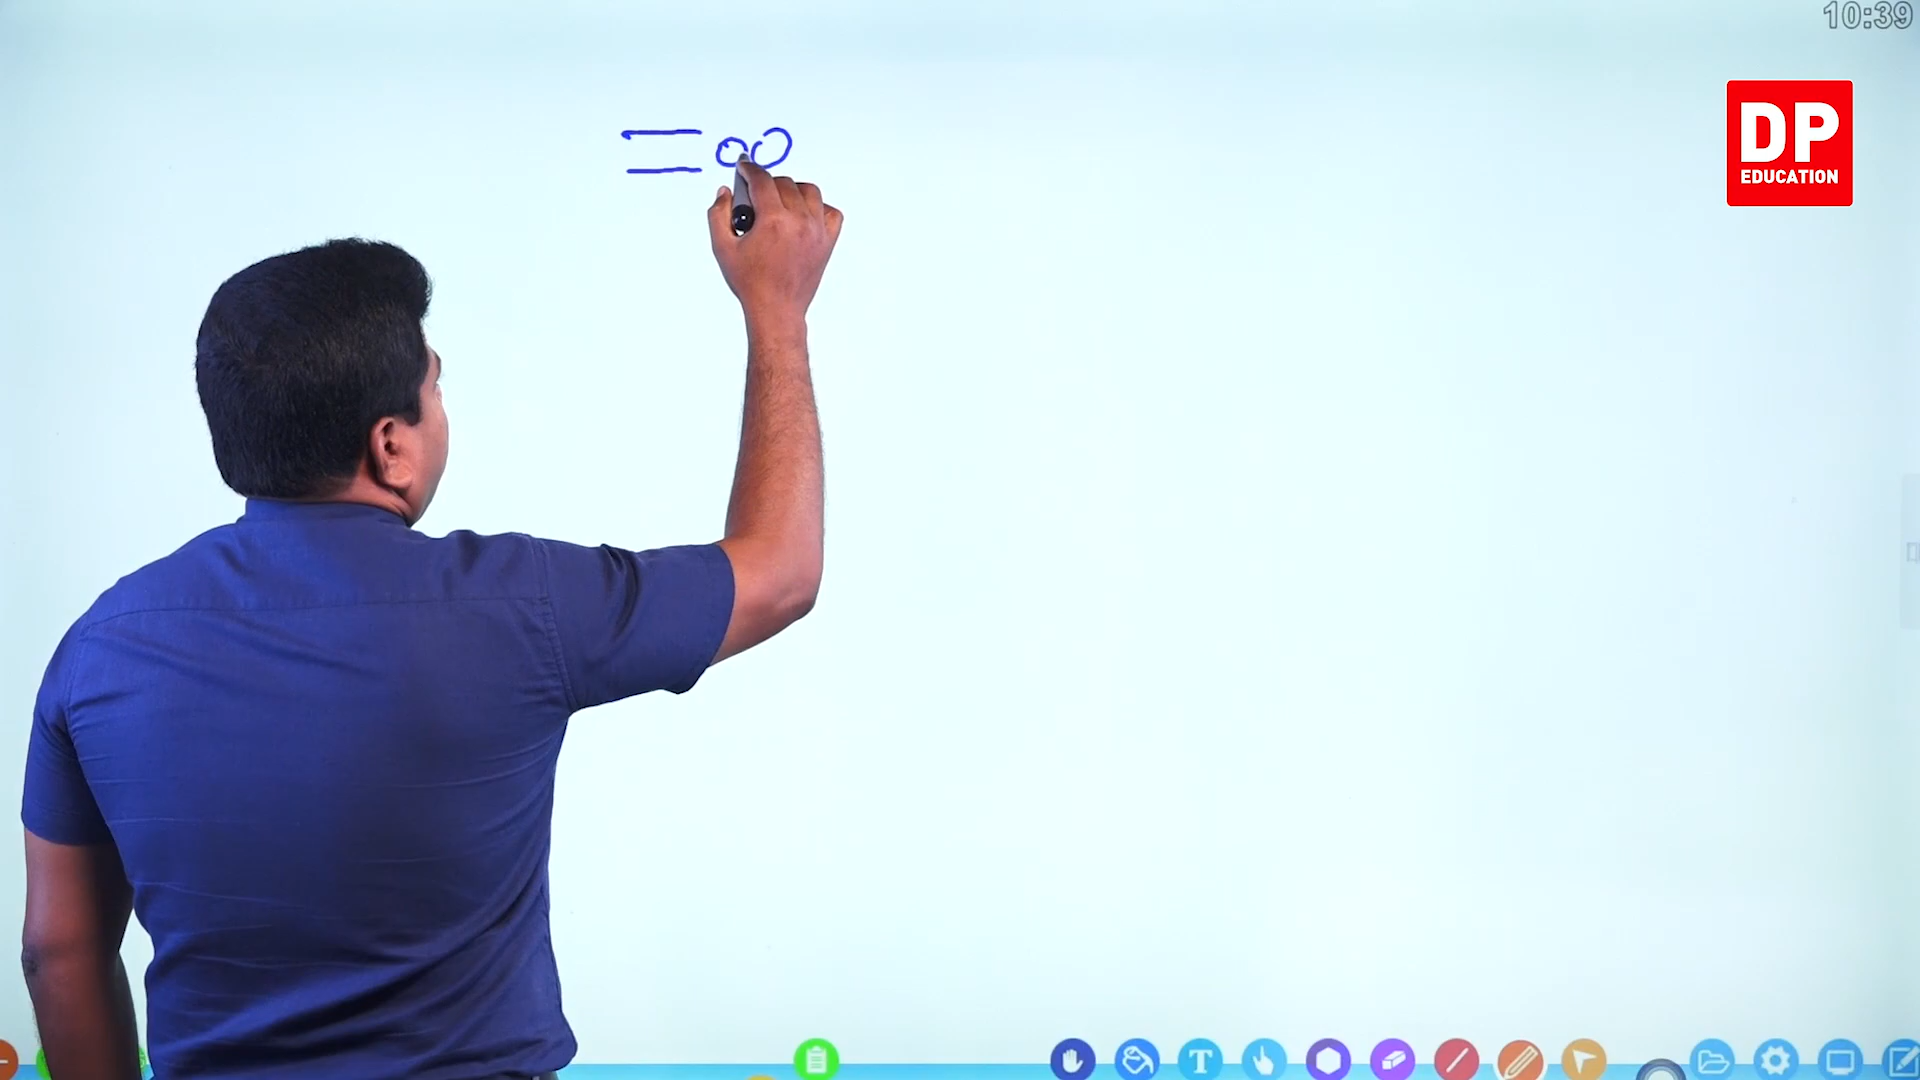 10:39
DP
EDUCATION
= ∞
T